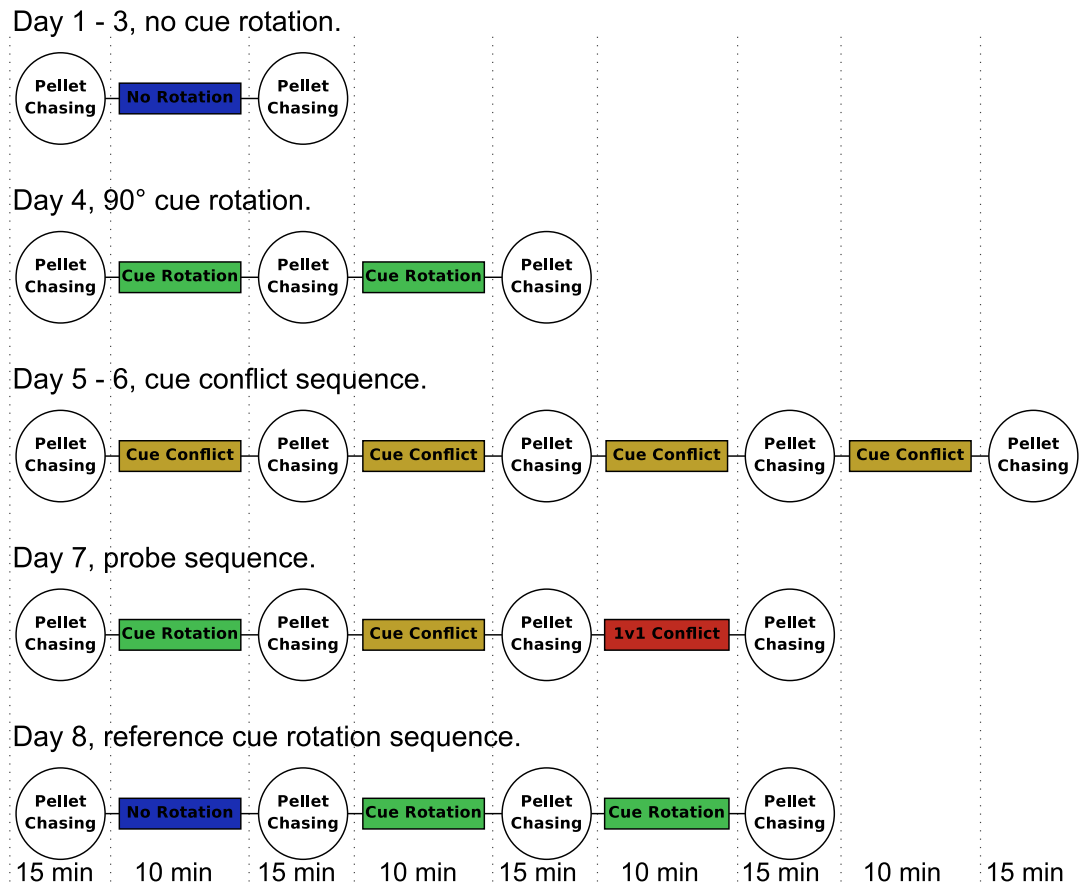 Day 1 - 3, no cue rotation.
Pellet Chasing No Rotation Pellet Chasing
Day 4, 90° cue rotation.
Pellet Chasing Cue Rotation Pellet Chasing Cue Rotation Pellet Chasing
Day 5 - 6, cue conflict sequence.
Pellet Chasing Cue Conflict Pellet Chasing Cue Conflict Pellet Chasing Cue Conflict Pellet Chasing Cue Conflict Pellet Chasing
Day 7, probe sequence.
Pellet Chasing Cue Rotation Pellet Chasing Cue Conflict Pellet Chasing 1v1 Conflict Pellet Chasing
Day 8, reference cue rotation sequence.
Pellet Chasing No Rotation Pellet Chasing Cue Rotation Pellet Chasing Cue Rotation Pellet Chasing
15 min 10 min 15 min 10 min 15 min 10 min 15 min 10 min 15 min